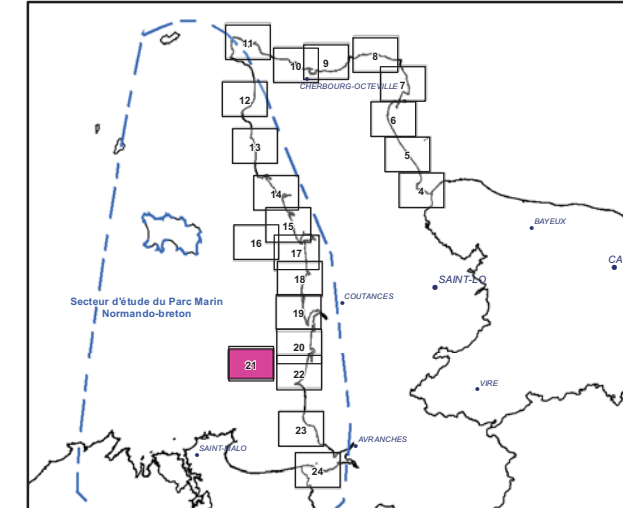 11
10
9
8
CHERBOURG-OCTEVILLE
7
12
6
13
5
14
4
15
16
17
BAYEUX
CA
18
SAINT-LO
Secteur d'étude du Parc Marin
Normando-breton
COUTANCES
19
20
21
22
VIRE
23
AVRANCHES
SAINT-MALO
24